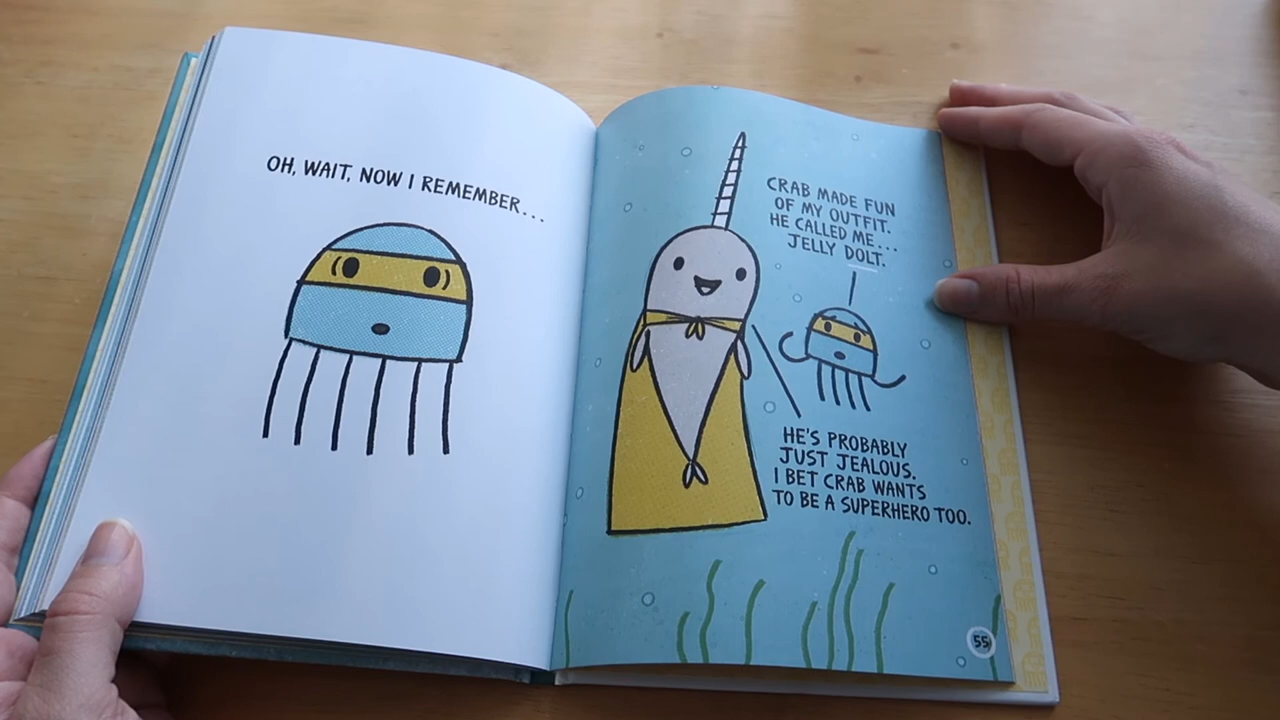 OH, WAIT, NOW I REMEMBER...
CRAB MADE FUN
OF MY OUTFIT.
HE CALLED ME...
JELLY DOLT.
HE'S PROBABLY
JUST JEALOUS.
I BET CRAB WANTS
TO BE A SUPERHERO TOO.
55